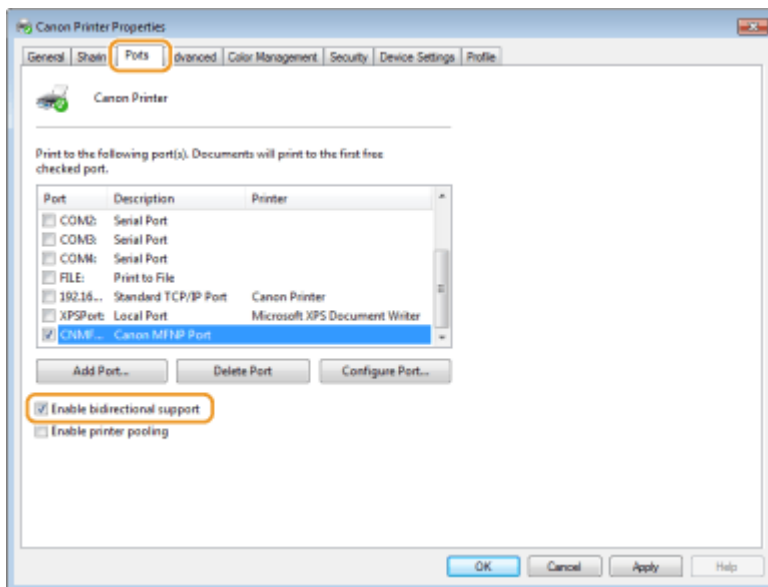 Canon Printer Properties
General Sharin Ports dvanced Color Management Security Device Settings Profile
Canon Printer
Print to the following port(s). Documents will print to the first free
checked port.
Port Description Printer
COM2: Serial Port
COM3: Serial Port
COM4: Serial Port
FILE: Print to File
192.16... Standard TCP/IP Port Canon Printer
XPSPort: Local Port Microsoft XPS Document Writer
CNMF... Canon MFNP Port
Add Port... Delete Port Configure Port...
Enable bidirectional support
Enable printer pooling
OK Cancel Apply Help